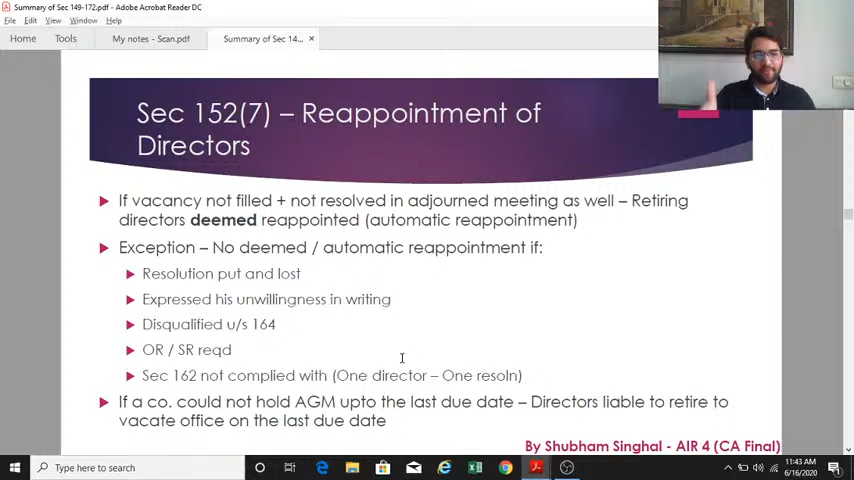 Summary of Sec 149-172.pdf - Adobe Acrobat Reader DC
File Edit View Window Help
Home Tools My notes - Scan.pdf Summary of Sec 14... ×
Sec 152(7) – Reappointment of
Directors
If vacancy not filled + not resolved in adjourned meeting as well – Retiring
directors deemed reappointed (automatic reappointment)
Exception – No deemed / automatic reappointment if:
Resolution put and lost
Expressed his unwillingness in writing
Disqualified u/s 164
OR / SR reqd
Sec 162 not complied with (One director – One resoln)
If a co. could not hold AGM upto the last due date – Directors liable to retire to
vacate office on the last due date
By Shubham Singhal - AIR 4 (CA Final)
Type here to search
11:43 AM
6/16/2020